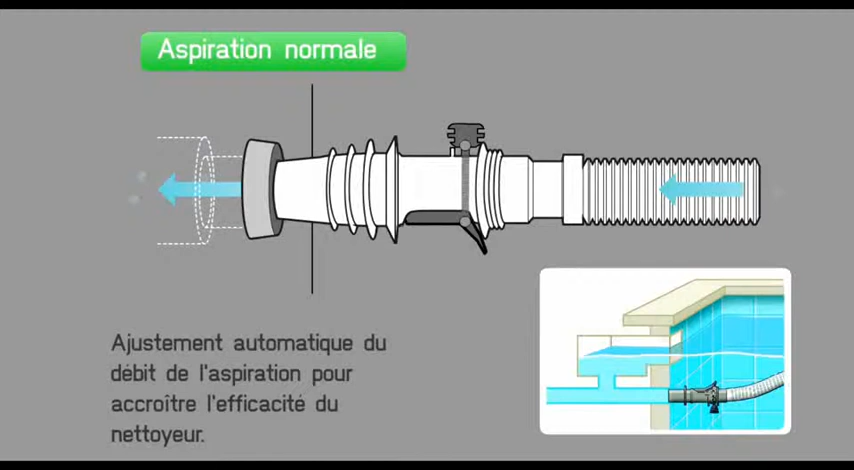 Aspiration normale
Ajustement automatique du
débit de l'aspiration pour
accroître l'efficacité du
nettoyeur.